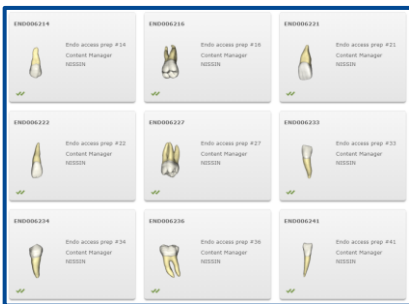 END006214
Endo access prep #14
Content Manager
NISSIN
END006216
Endo access prep #16
Content Manager
NISSIN
END006221
Endo access prep #21
Content Manager
NISSIN
END006222
Endo access prep #22
Content Manager
NISSIN
END006227
Endo access prep #27
Content Manager
NISSIN
END006233
Endo access prep #33
Content Manager
NISSIN
END006234
Endo access prep #34
Content Manager
NISSIN
END006236
Endo access prep #36
Content Manager
NISSIN
END006241
Endo access prep #41
Content Manager
NISSIN